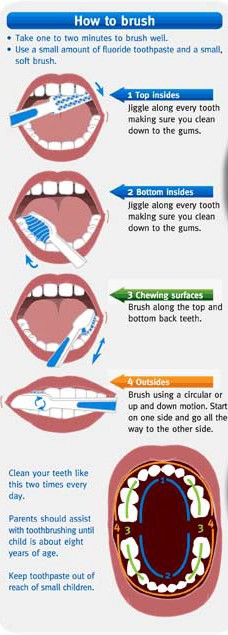 How to brush
• Take one to two minutes to brush well.
• Use a small amount of fluoride toothpaste and a small,
soft brush.
1 Top insides
Jiggle along every tooth
making sure you clean
down to the gums.
2 Bottom insides
Jiggle along every tooth
making sure you clean
down to the gums.
3 Chewing surfaces
Brush along the top and
bottom back teeth.
4 Outsides
Brush using a circular or
up and down motion. Start
on one side and go all the
way to the other side.
Clean your teeth like
this two times every
day.
Parents should assist
with toothbrushing until
child is about eight
years of age.
Keep toothpaste out of
reach of small children.
1
4 3 3 4
2